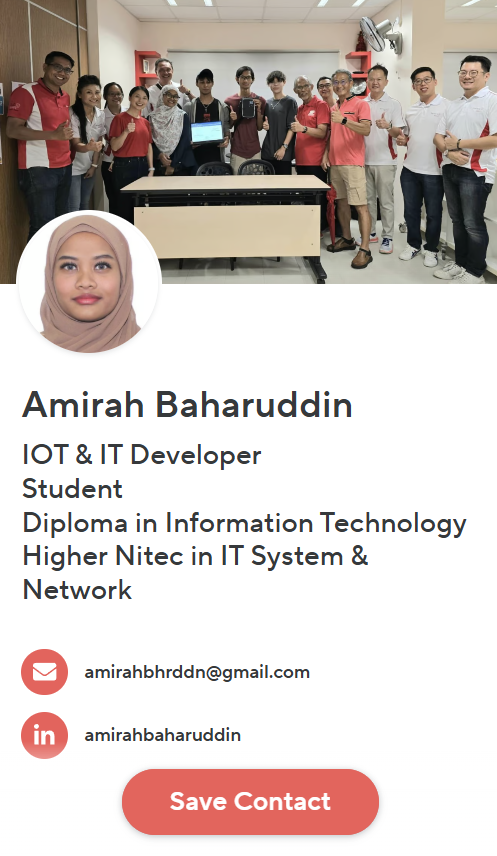 Amirah Baharuddin
IOT & IT Developer
Student
Diploma in Information Technology
Higher Nitec in IT System &
Network
amirahbhrddn@gmail.com
in
amirahbaharuddin
Save Contact